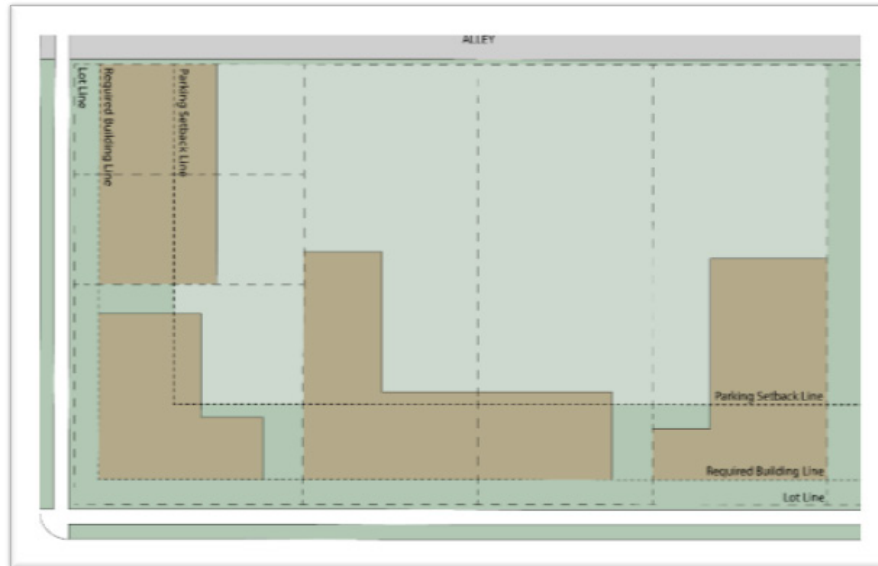 ALLEY
Lot Line
Required Building Line
Parking Setback Line
Parking Setback Line
Required Building Line
Lot Line